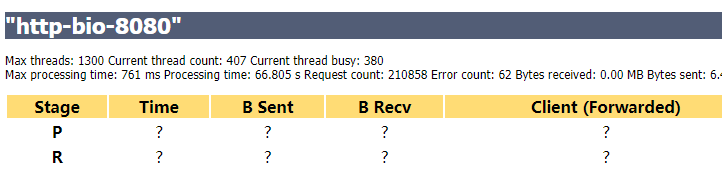 "http-bio-8080"
Max threads: 1300 Current thread count: 407 Current thread busy: 380
Max processing time: 761 ms Processing time: 66.805 s Request count: 210858 Error count: 62 Bytes received: 0.00 MB Bytes sent: 6.4
Stage Time B Sent B Recv Client (Forwarded)
P ? ? ? ?
R ? ? ? ?